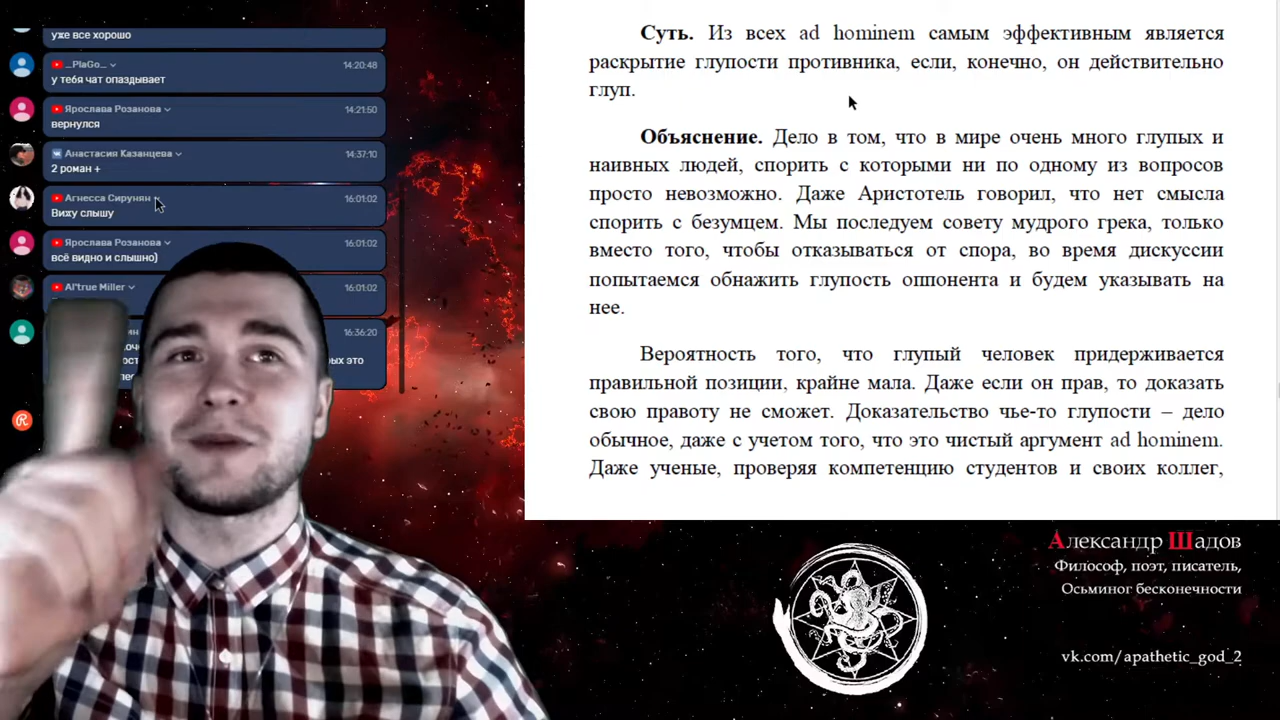 уже все хорошо
_PlaGo_
14:20:48
у тебя чат опаздывает
Ярослава Розанова
14:21:50
вернулся
Анастасия Казанцева
14:37:10
2 роман +
Агнесса Сирунян
16:01:02
Вижу слышу
Ярослава Розанова
16:01:02
всё видно и слышно)
Al'true Miller
16:01:02
16:36:20
Суть. Из всех ad hominem самым эффективным является
раскрытие глупости противника, если, конечно, он действительно
глуп.
Объяснение. Дело в том, что в мире очень много глупых и
наивных людей, спорить с которыми ни по одному из вопросов
просто невозможно. Даже Аристотель говорил, что нет смысла
спорить с безумцем. Мы последуем совету мудрого грека, только
вместо того, чтобы отказываться от спора, во время дискуссии
попытаемся обнажить глупость оппонента и будем указывать на
нее.
Вероятность того, что глупый человек придерживается
правильной позиции, крайне мала. Даже если он прав, то доказать
свою правоту не сможет. Доказательство чье-то глупости – дело
обычное, даже с учетом того, что это чистый аргумент ad hominem.
Даже ученые, проверяя компетенцию студентов и своих коллег,
Александр Шадов
Философ, поэт, писатель,
Осьминог бесконечности
vk.com/apathetic_god_2